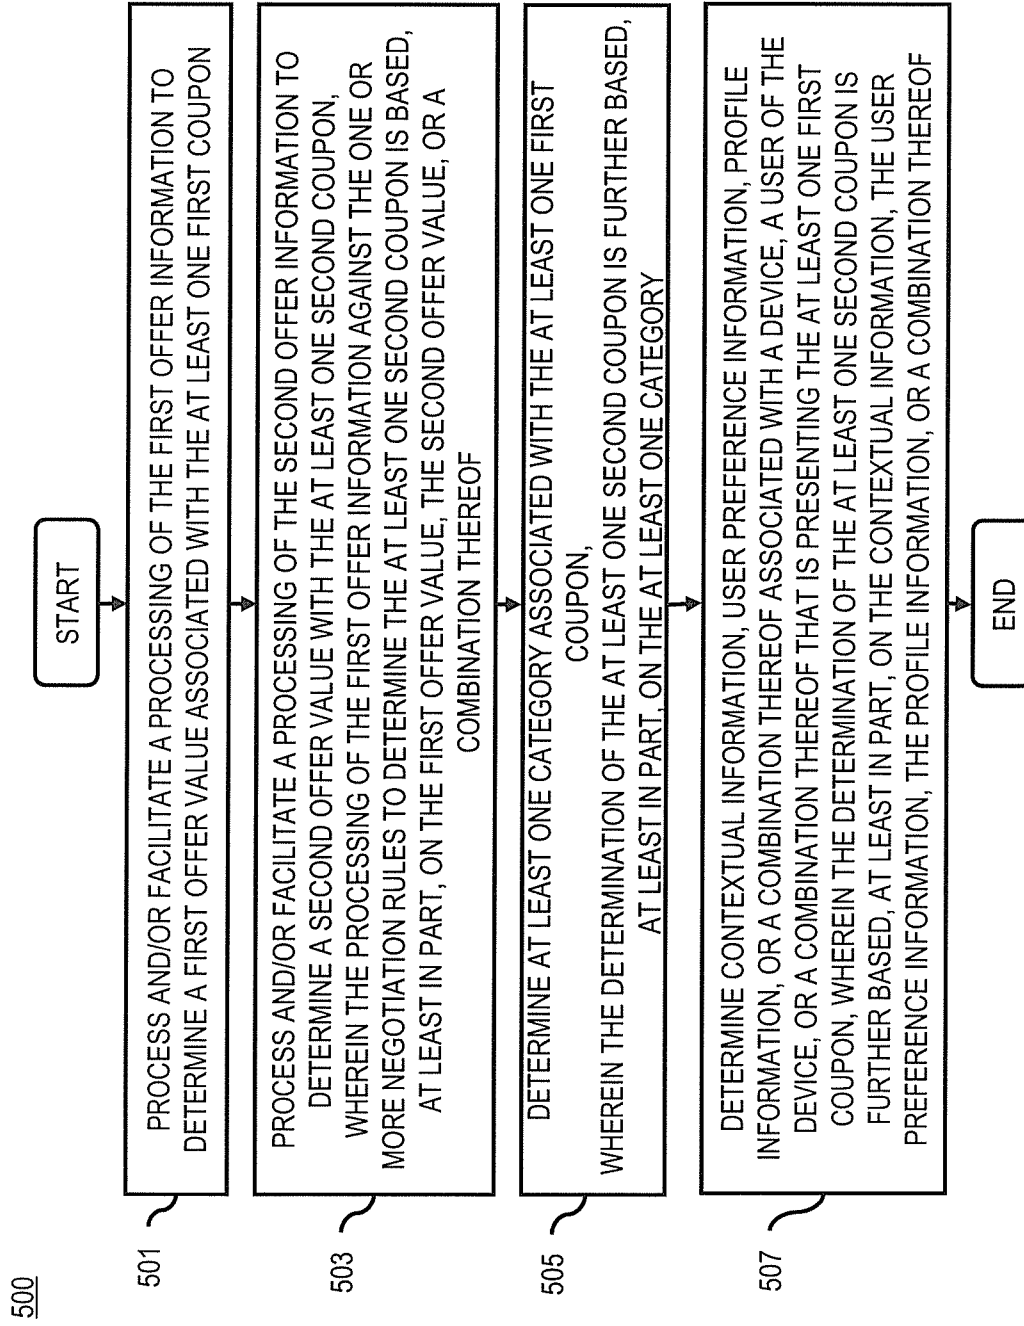 500
START
501
PROCESS AND/OR FACILITATE A PROCESSING OF THE FIRST OFFER INFORMATION TO
DETERMINE A FIRST OFFER VALUE ASSOCIATED WITH THE AT LEAST ONE FIRST COUPON
503
PROCESS AND/OR FACILITATE A PROCESSING OF THE SECOND OFFER INFORMATION TO
DETERMINE A SECOND OFFER VALUE WITH THE AT LEAST ONE SECOND COUPON,
WHEREIN THE PROCESSING OF THE FIRST OFFER INFORMATION AGAINST THE ONE OR
MORE NEGOTIATION RULES TO DETERMINE THE AT LEAST ONE SECOND COUPON IS BASED,
AT LEAST IN PART, ON THE FIRST OFFER VALUE, THE SECOND OFFER VALUE, OR A
COMBINATION THEREOF
505
DETERMINE AT LEAST ONE CATEGORY ASSOCIATED WITH THE AT LEAST ONE FIRST
COUPON,
WHEREIN THE DETERMINATION OF THE AT LEAST ONE SECOND COUPON IS FURTHER BASED,
AT LEAST IN PART, ON THE AT LEAST ONE CATEGORY
507
DETERMINE CONTEXTUAL INFORMATION, USER PREFERENCE INFORMATION, PROFILE
INFORMATION, OR A COMBINATION THEREOF ASSOCIATED WITH A DEVICE, A USER OF THE
DEVICE, OR A COMBINATION THEREOF THAT IS PRESENTING THE AT LEAST ONE FIRST
COUPON, WHEREIN THE DETERMINATION OF THE AT LEAST ONE SECOND COUPON IS
FURTHER BASED, AT LEAST IN PART, ON THE CONTEXTUAL INFORMATION, THE USER
PREFERENCE INFORMATION, THE PROFILE INFORMATION, OR A COMBINATION THEREOF
END